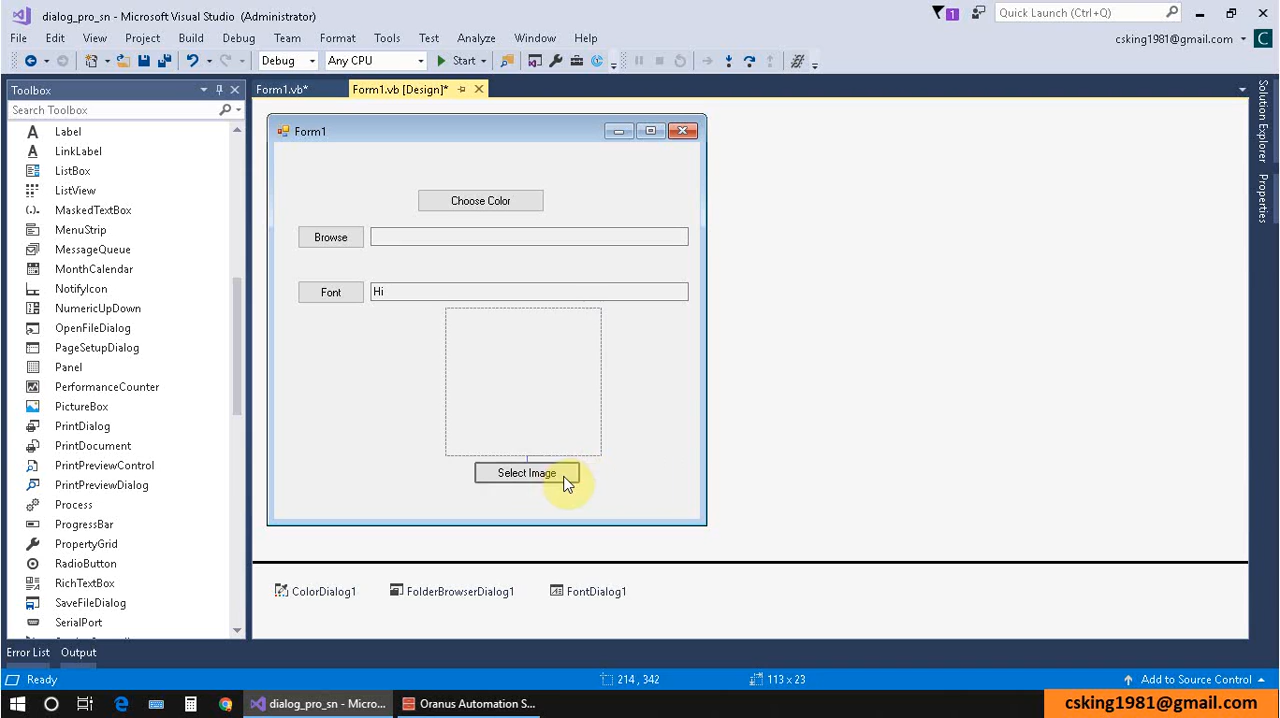 dialog_pro_sn - Microsoft Visual Studio (Administrator)
1
Quick Launch (Ctrl+Q)
File Edit View Project Build Debug Team Format Tools Test Analyze Window Help
csking1981@gmail.com
C
Debug Any CPU Start
Toolbox
Form1.vb* Form1.vb [Design]*
Search Toolbox
Label
LinkLabel
ListBox
ListView
MaskedTextBox
MenuStrip
MessageQueue
MonthCalendar
NotifyIcon
NumericUpDown
OpenFileDialog
PageSetupDialog
Panel
PerformanceCounter
PictureBox
PrintDialog
PrintDocument
PrintPreviewControl
PrintPreviewDialog
Process
ProgressBar
PropertyGrid
RadioButton
RichTextBox
SaveFileDialog
SerialPort
Form1
Choose Color
Browse
Font Hi
Select Image
ColorDialog1 FolderBrowserDialog1 FontDialog1
Solution Explorer
Properties
Error List Output
Ready 214 , 342 113 x 23 Add to Source Control
dialog_pro_sn - Micros... Oranus Automation S...
csking1981@gmail.com